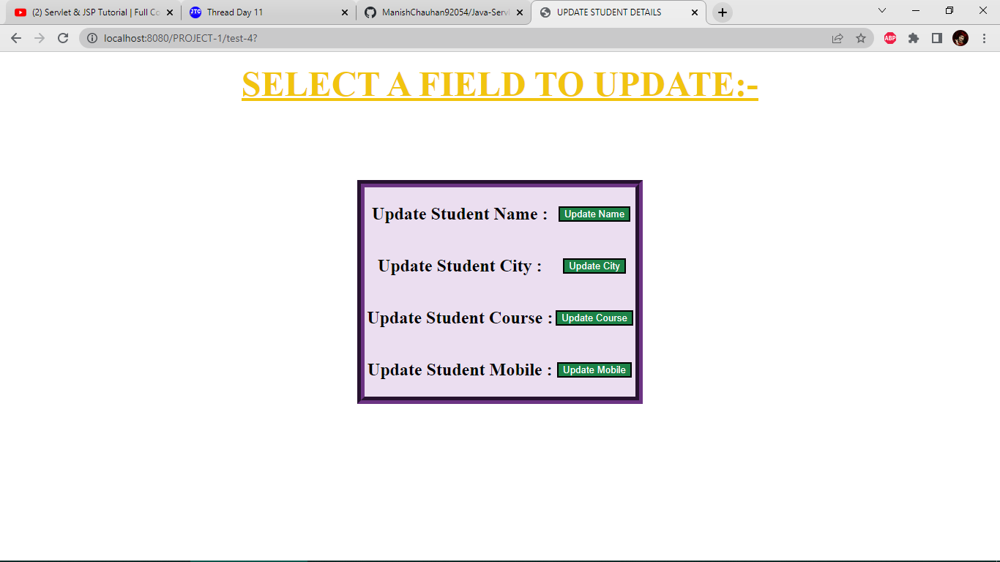 (2) Servlet & JSP Tutorial | Full Co
JTC Thread Day 11
ManishChauhan92054/Java-Servl
UPDATE STUDENT DETAILS
localhost:8080/PROJECT-1/test-4?
ABP
SELECT A FIELD TO UPDATE:-
Update Student Name : Update Name
Update Student City : Update City
Update Student Course : Update Course
Update Student Mobile : Update Mobile